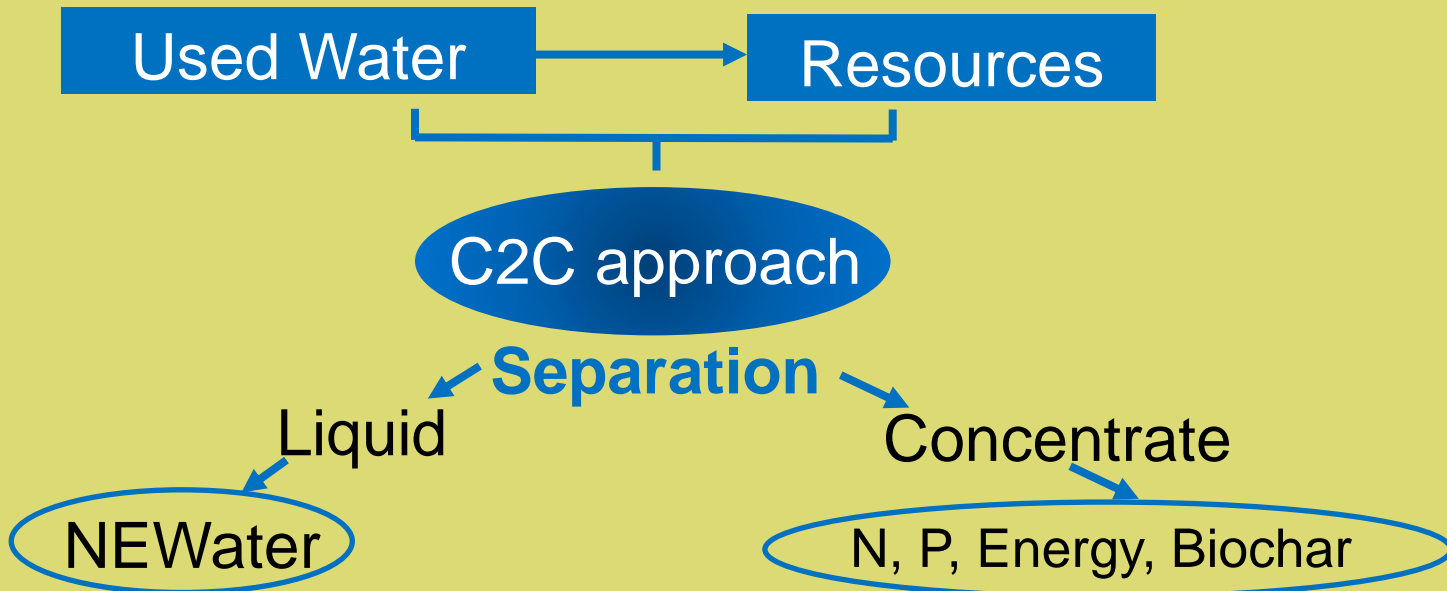 Used Water
Resources
C2C approach
Separation
Liquid
Concentrate
NEWater
N, P, Energy, Biochar